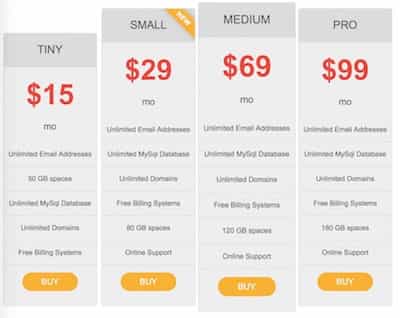 TINY
$15
mo
Unlimited Email Addresses
50 GB spaces
Unlimited MySql Database
Unlimited Domains
Free Billing Systems
BUY
SMALL
NEW
$29
mo
Unlimited Email Addresses
Unlimited MySql Database
Unlimited Domains
Free Billing Systems
80 GB spaces
Online Support
BUY
MEDIUM
$69
mo
Unlimited Email Addresses
Unlimited MySql Database
Unlimited Domains
Free Billing Systems
120 GB spaces
Online Support
BUY
PRO
$99
mo
Unlimited Email Addresses
Unlimited MySql Database
Unlimited Domains
Free Billing Systems
160 GB spaces
Online Support
BUY